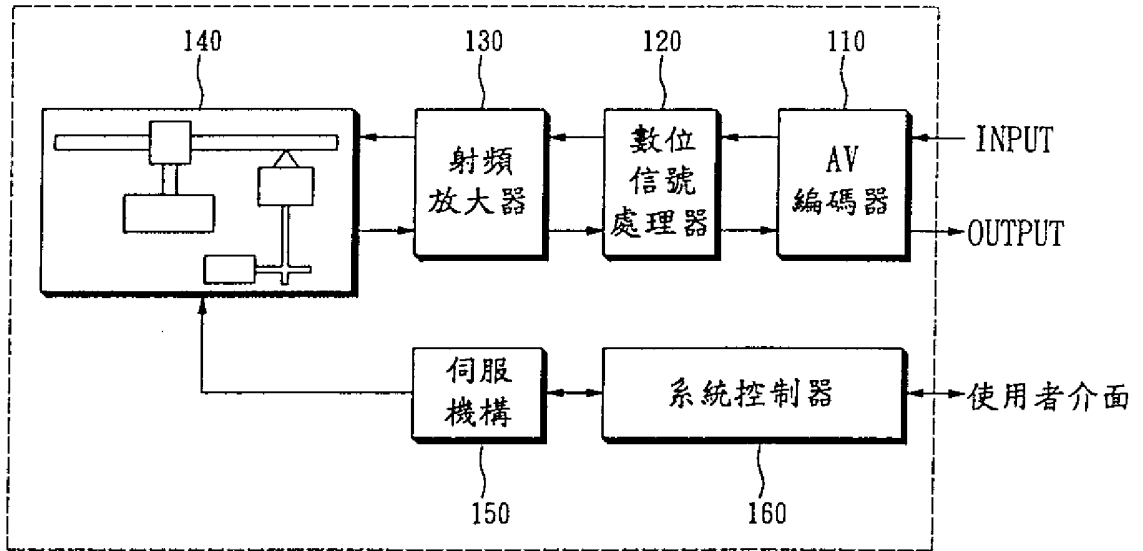 140
130
120
110
射頻
放大器
數位
信號
處理器
AV
編碼器
INPUT
OUTPUT
伺服
機構
系統控制器
使用者介面
150
160